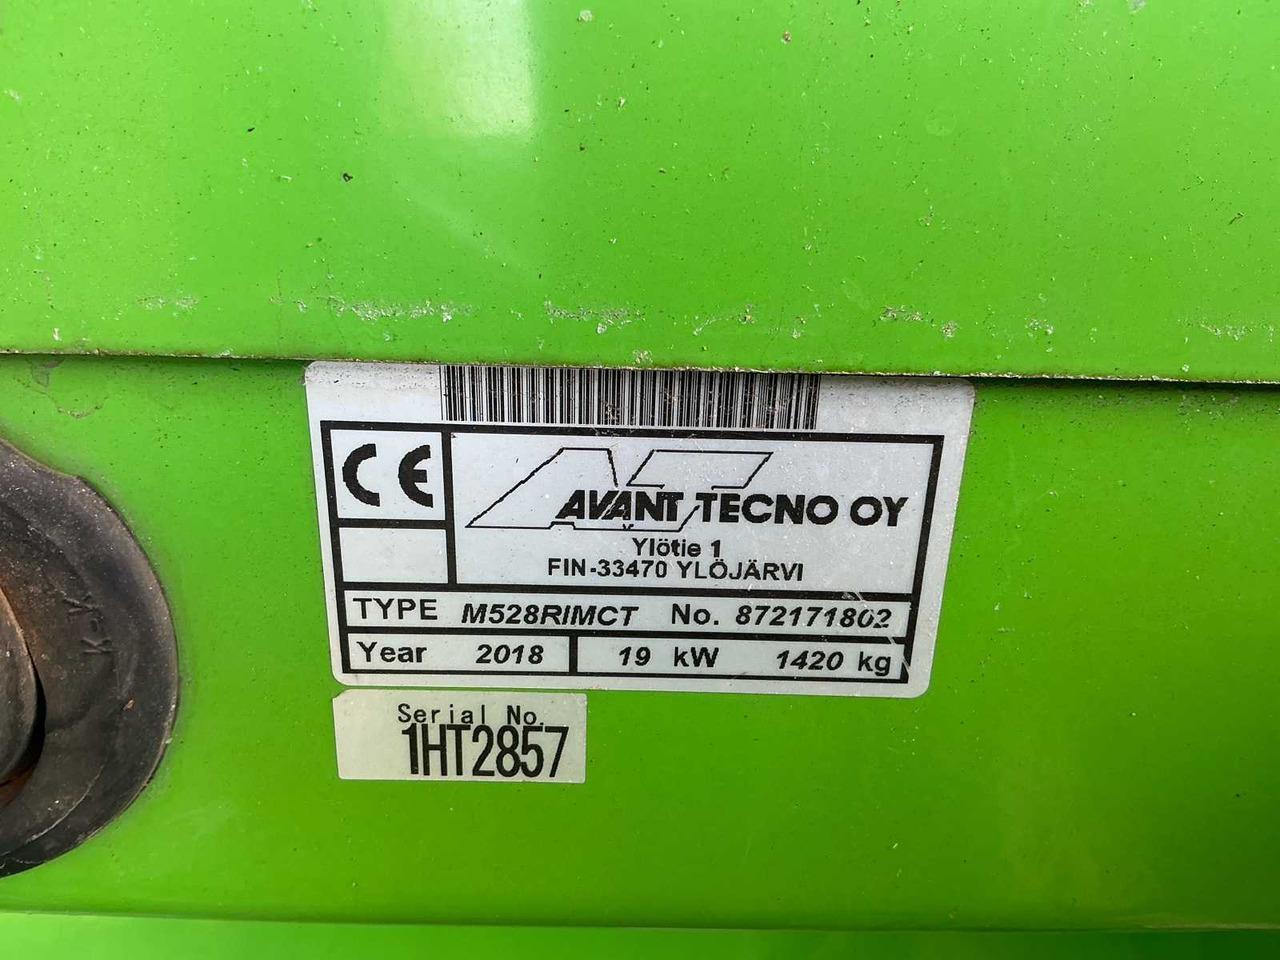 CE
AVANT TECNO OY
Ylötie 1
FIN-33470 YLÖJÄRVI
TYPE M528RIMCT No. 872171802
Year 2018 19 kW 1420 kg
Serial No.
1HT2857
K-K